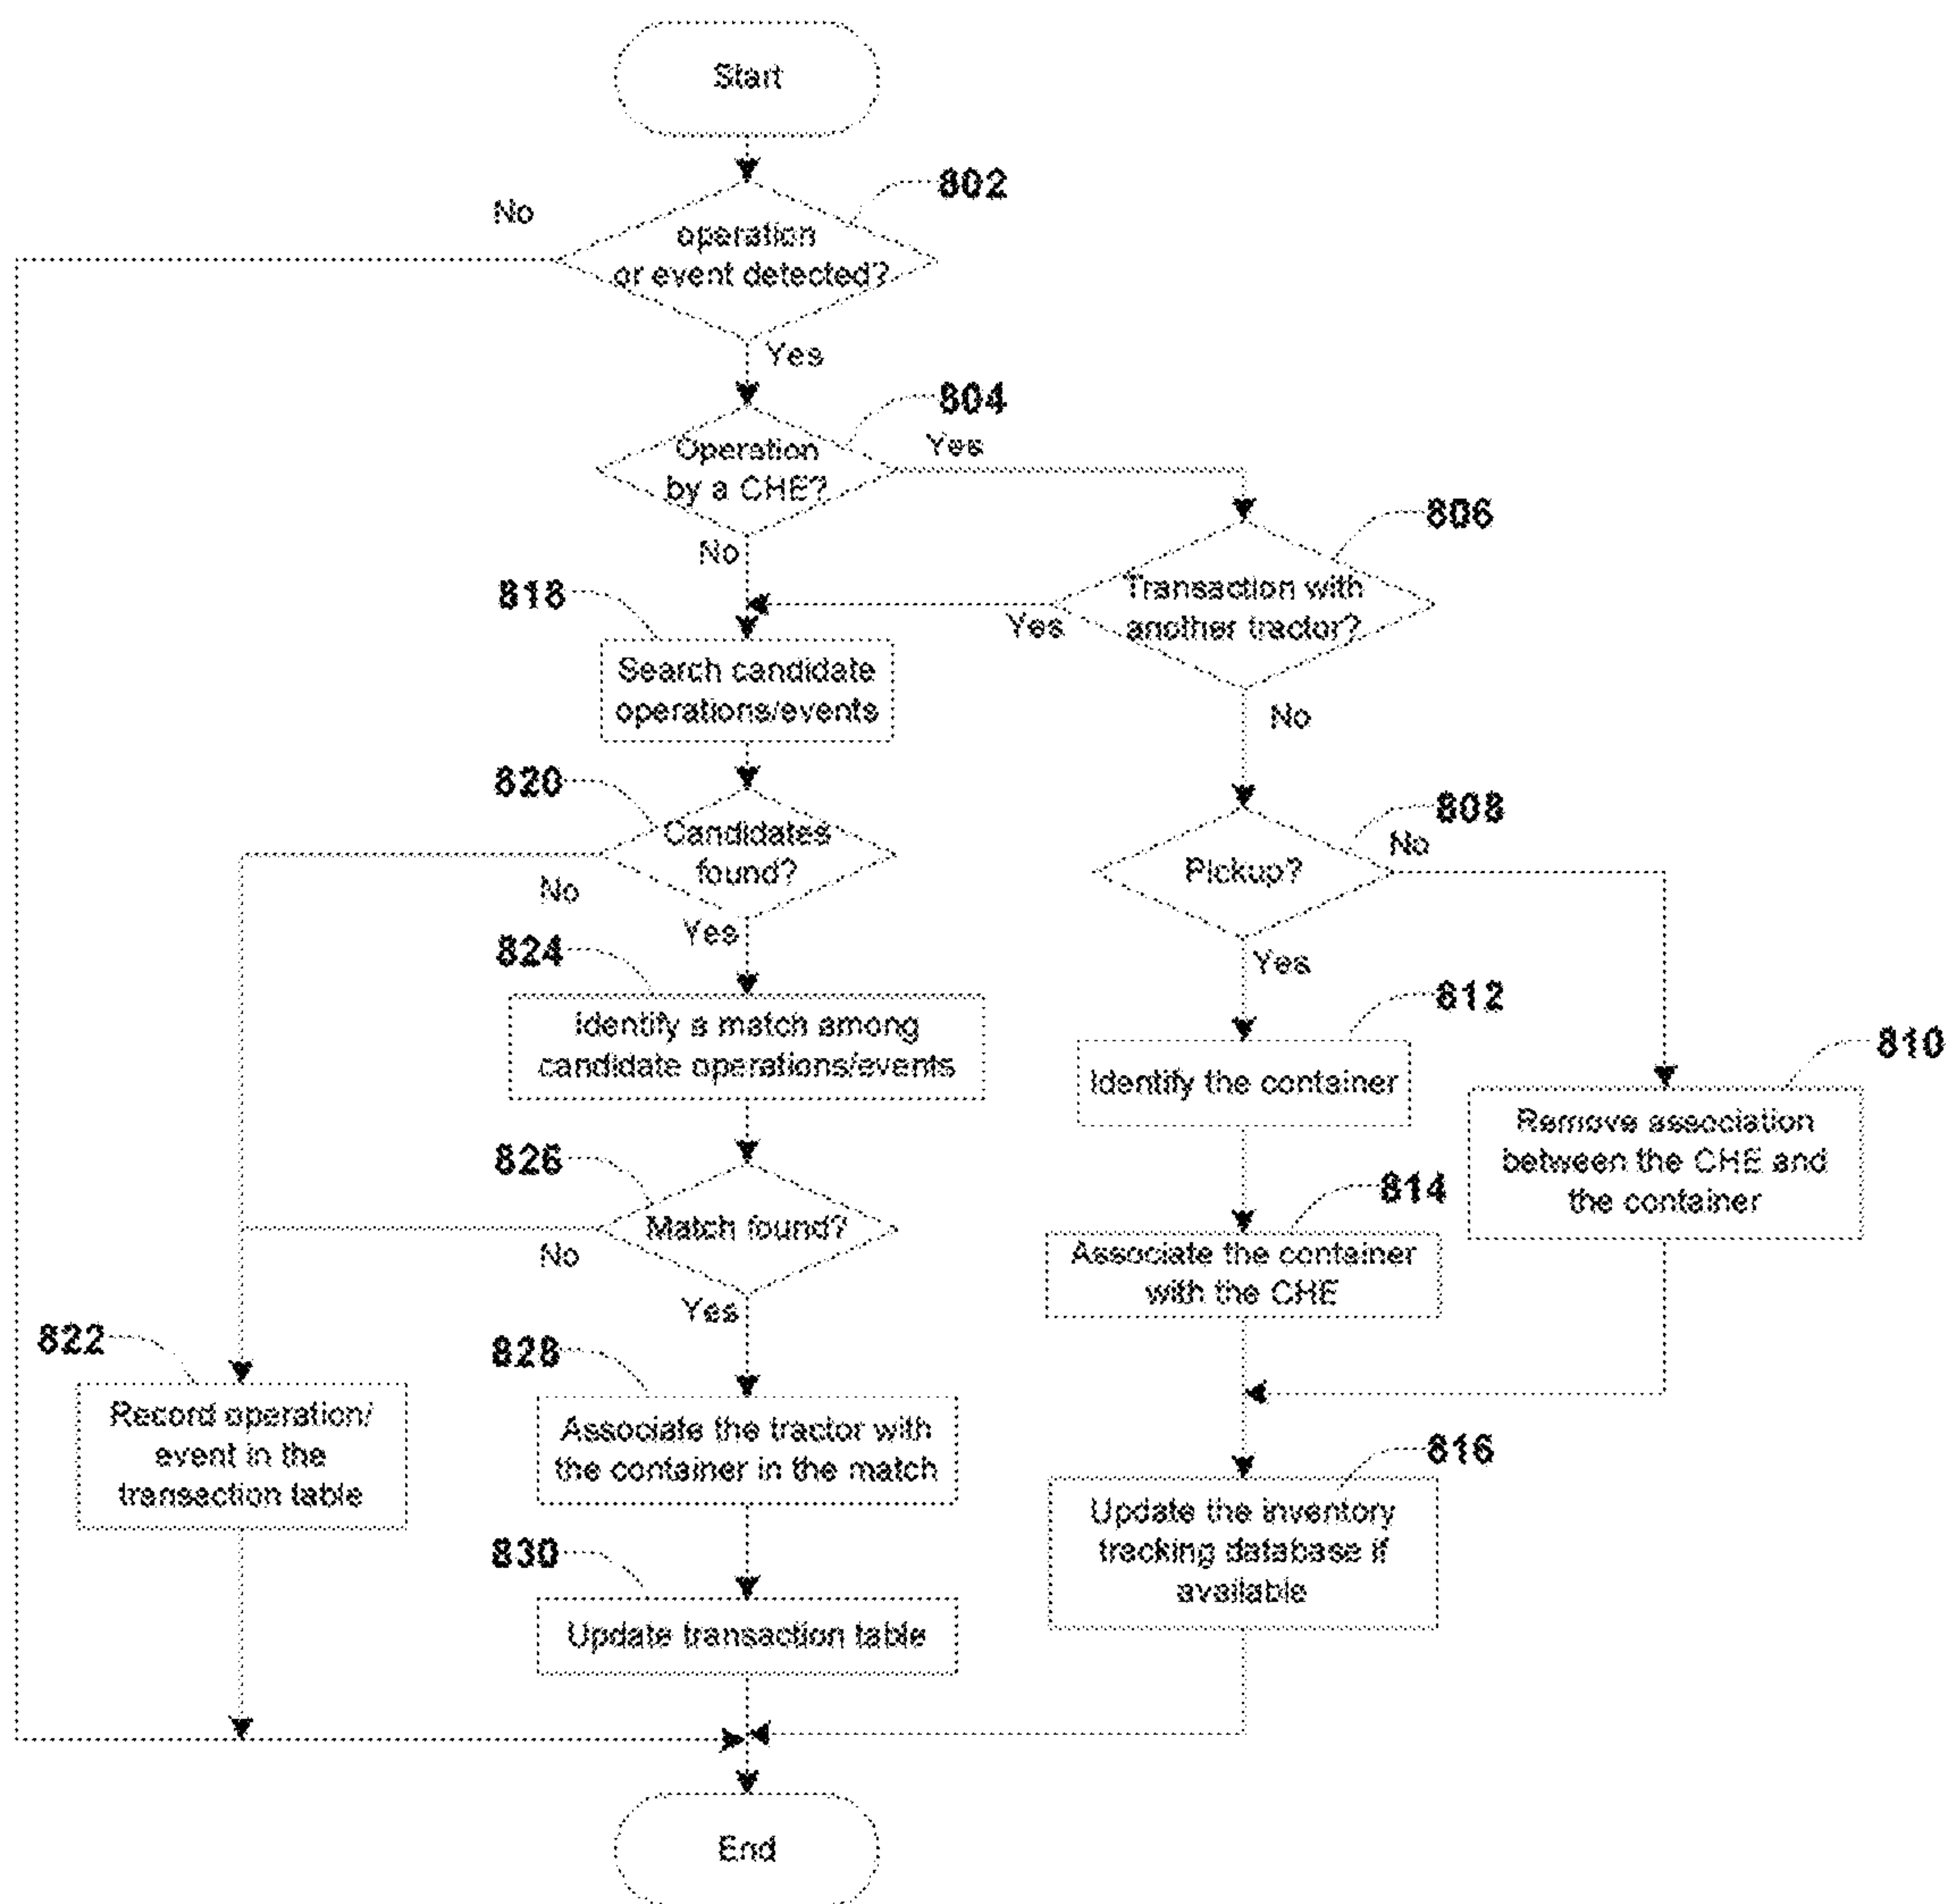 Start
802
No
operation
or event detected?
Yes
804
Operation
by a CHE?
Yes
806
No
Transaction with
another tractor?
Yes
818
Search candidate
operations/events
No
820
Candidates
found?
No
Yes
808
Pickup?
No
Yes
824
Identify a match among
candidate operations/events
812
Identify the container
810
Remove association
between the CHE and
the container
826
Match found?
No
Yes
814
Associate the container
with the CHE
822
Record operation/
event in the
transaction table
828
Associate the tractor with
the container in the match
816
Update the inventory
tracking database if
available
830
Update transaction table
End